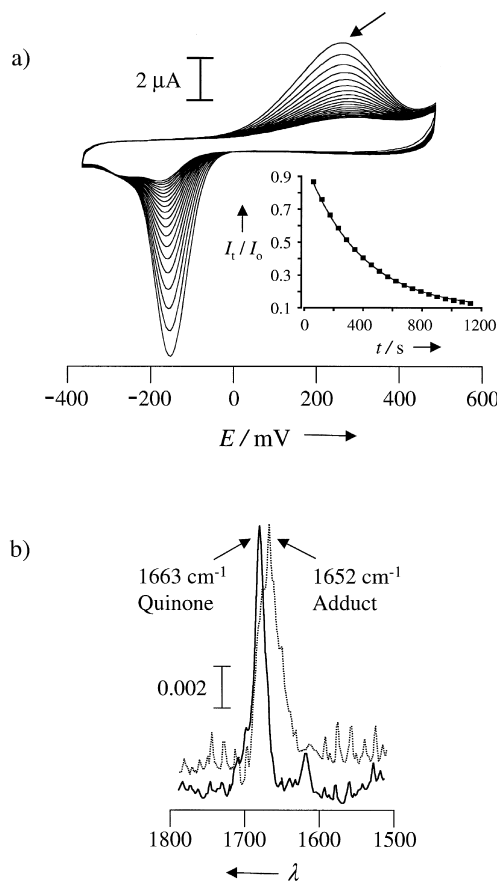 a)
2 µA
0.9
0.7
0.5
0.3
0.1
I_t / I_o
0 400 800 1200
t / s
−400 −200 0 200 400 600
E / mV
b)
1663 cm⁻¹
Quinone
1652 cm⁻¹
Adduct
0.002
1800 1700 1600 1500
λ